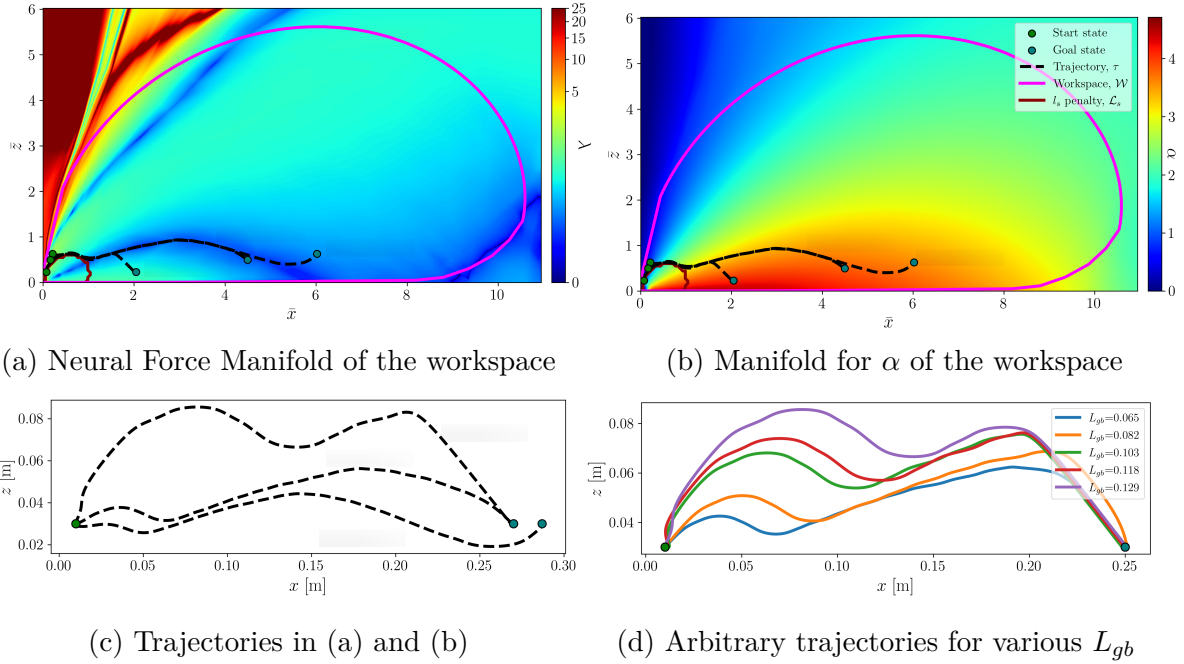 6
5
4
3
2
1
0
z̄
0
2
4
6
8
10
x̄
25
20
15
10
5
0
λ
(a) Neural Force Manifold of the workspace
6
5
4
3
2
1
0
z̄
0
2
4
6
8
10
x̄
Start state
Goal state
Trajectory, τ
Workspace, 𝒲
lₛ penalty, ℒₛ
4
3
2
1
0
α
(b) Manifold for α of the workspace
0.08
0.06
0.04
0.02
z [m]
0.00
0.05
0.10
0.15
0.20
0.25
0.30
x [m]
(c) Trajectories in (a) and (b)
0.08
0.06
0.04
z [m]
0.00
0.05
0.10
0.15
0.20
0.25
x [m]
L_gb=0.065
L_gb=0.082
L_gb=0.103
L_gb=0.118
L_gb=0.129
(d) Arbitrary trajectories for various L_gb